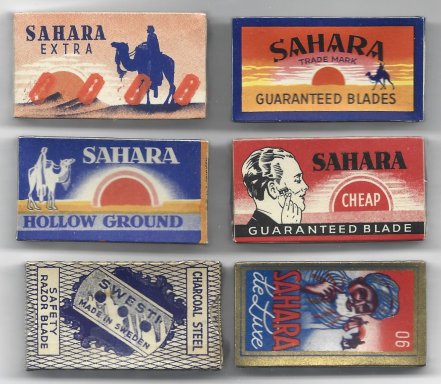 SAHARA
EXTRA
SAHARA
TRADE MARK
GUARANTEED BLADES
SAHARA
HOLLOW GROUND
SAHARA
CHEAP
GUARANTEED BLADE
SAFETY
RAZOR BLADE
SWESTI
MADE IN SWEDEN
CHARCOAL STEEL
SAHARA
de Luxe
06